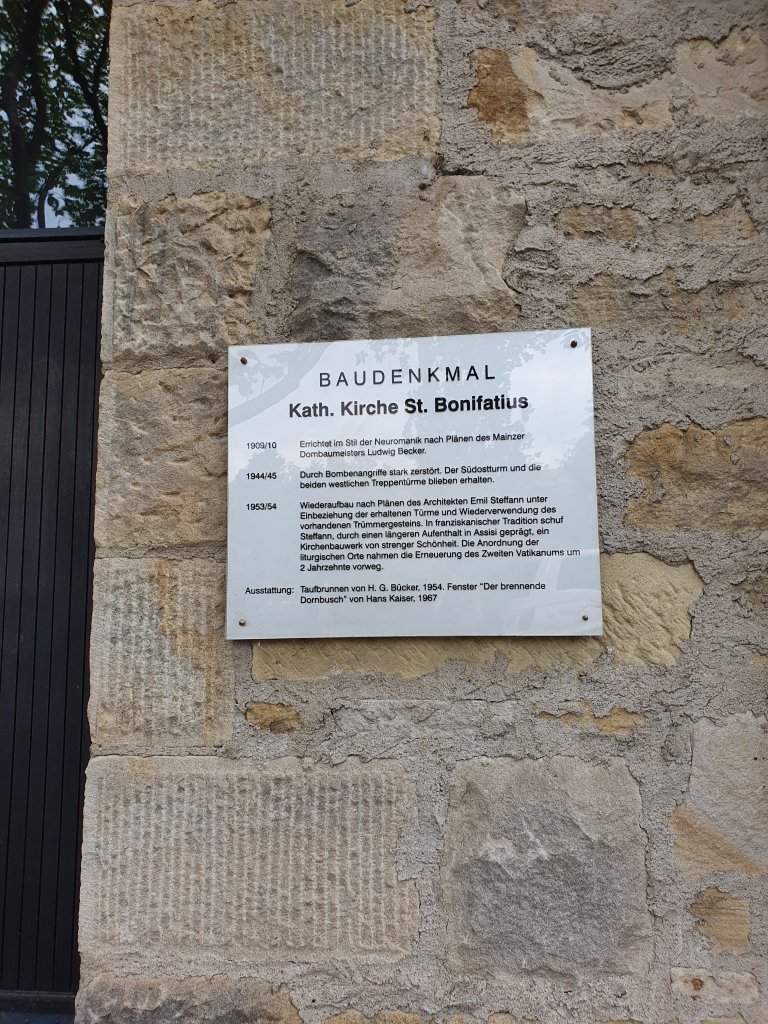 BAUDENKMAL
Kath. Kirche St. Bonifatius
1909/10 Errichtet im Stil der Neuromanik nach Plänen des Mainzer
Dombaumeisters Ludwig Becker.
1944/45 Durch Bombenangriffe stark zerstört. Der Südostturm und die
beiden westlichen Treppentürme blieben erhalten.
1953/54 Wiederaufbau nach Plänen des Architekten Emil Steffann unter
Einbeziehung der erhaltenen Türme und Wiederverwendung des
vorhandenen Trümmergesteins. In franziskanischer Tradition schuf
Steffann, durch einen längeren Aufenthalt in Assisi geprägt, ein
Kirchenbauwerk von strenger Schönheit. Die Anordnung der
liturgischen Orte nahmen die Erneuerung des Zweiten Vatikanums um
2 Jahrzehnte vorweg.
Ausstattung: Taufbrunnen von H. G. Bücker, 1954. Fenster "Der brennende
Dornbusch" von Hans Kaiser, 1967